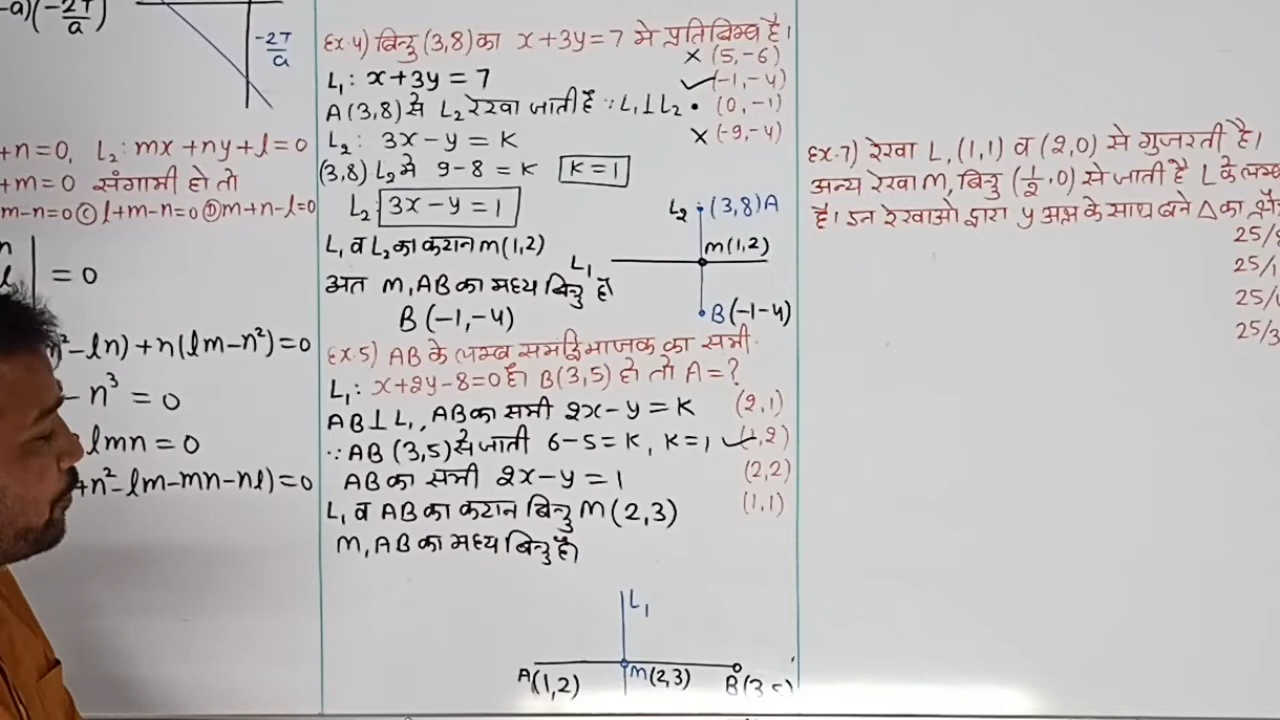 -a)(-2T/a)
-2T/a
+n=0, L₂: mx+ny+l=0
+m=0 संगामी हो तो
m-n=0 ⓒ l+m-n=0 ⓓ m+n-l=0
= 0
-ln)+n(lm-n²)=0
- n³ = 0
lmn = 0
+n²-lm-mn-nl)=0
Ex.4) बिन्दु (3,8) का x+3y=7 मे प्रतिबिम्ब है।
× (5,-6)
L₁: x+3y = 7
✓(-1,-4)
A(3,8) से L₂ रेखा जाती है ∵ L₁⊥L₂
• (0,-1)
L₂: 3x-y=K
× (-9,-4)
(3,8) L₂ मे 9-8=K K=1
L₂: 3x-y=1
L₁ व L₂ का कटान m(1,2)
अत M, AB का मध्य बिन्दु है
B(-1,-4)
L₂ (3,8)A
m(1,2)
L₁
B(-1-4)
Ex.5) AB के लम्ब समद्विभाजक का समी.
L₁: x+2y-8=0 है। B(3,5) हो तो A=?
AB⊥L₁, AB का समी 2x-y=K
(2,1)
∵ AB (3,5) से जाती 6-5=K, K=1
✓(1,2)
AB का समी 2x-y=1
(2,2)
L₁ व AB का कटान बिन्दु M(2,3)
(1,1)
M, AB का मध्य बिन्दु है।
L₁
A(1,2) M(2,3) B(3
Ex.7) रेखा L, (1,1) व (2,0) से गुजरती है।
अन्य रेखा M, बिन्दु (1/2,0) से जाती है L के लम्ब
है। इन रेखाओ द्वारा y अक्ष के साथ बने Δ का
25/
25/1
25/
25/3